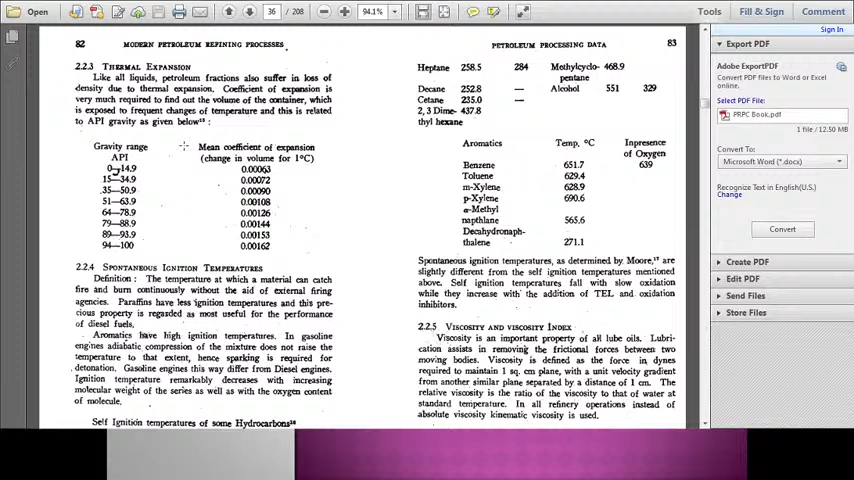 Open
36 / 208
94.1%
Tools
Fill & Sign
Comment
Sign In
82 MODERN PETROLEUM REFINING PROCESSES
2.2.3 THERMAL EXPANSION
Like all liquids, petroleum fractions also suffer in loss of
density due to thermal expansion. Coefficient of expansion is
very much required to find out the volume of the container, which
is exposed to frequent changes of temperature and this is related
to API gravity as given below¹⁵ :
Gravity range Mean coefficient of expansion
API (change in volume for 1°C)
0—14.9 0.00063
15—34.9 0.00072
35—50.9 0.00090
51—63.9 0.00108
64—78.9 0.00126
79—88.9 0.00144
89—93.9 0.00153
94—100 0.00162
2.2.4 SPONTANEOUS IGNITION TEMPERATURES
Definition : The temperature at which a material can catch
fire and burn continuously without the aid of external firing
agencies. Paraffins have less ignition temperatures and this pre-
cious property is regarded as most useful for the performance
of diesel fuels.
Aromatics have high ignition temperatures. In gasoline
engines adiabatic compression of the mixture does not raise the
temperature to that extent, hence sparking is required for
detonation. Gasoline engines this way differ from Diesel engines.
Ignition temperature remarkably decreases with increasing
molecular weight of the series as well as with the oxygen content
of molecule.
Self Ignition temperatures of some Hydrocarbons¹⁶
PETROLEUM PROCESSING DATA 83
Heptane 258.5 284 Methylcyclo- 468.9
pentane
Decane 252.8 — Alcohol 551 329
Cetane 235.0 —
2, 3 Dime- 437.8
thyl hexane
Aromatics Temp. °C Inpresence
of Oxygen
Benzene 651.7 639
Toluene 629.4
m-Xylene 628.9
p-Xylene 690.6
α-Methyl
napthlane 565.6
Decahydronaph-
thalene 271.1
Spontaneous ignition temperatures, as determined by Moore,¹⁷ are
slightly different from the self ignition temperatures mentioned
above. Self ignition temperatures fall with slow oxidation
while they increase with the addition of TEL and oxidation
inhibitors.
2.2.5 VISCOSITY AND VISCOSITY INDEX
Viscosity is an important property of all lube oils. Lubri-
cation assists in removing the frictional forces between two
moving bodies. Viscosity is defined as the force in dynes
required to maintain 1 sq. cm plane, with a unit velocity gradient
from another similar plane separated by a distance of 1 cm. The
relative viscosity is the ratio of the viscosity to that of water at
standard temperature. In all refinery operations instead of
absolute viscosity kinematic viscosity is used.
Export PDF
Adobe ExportPDF
Convert PDF files to Word or Excel
online.
Select PDF File:
PRPC Book.pdf
1 file / 12.50 MB
Convert To:
Microsoft Word (*.docx)
Recognize Text in English(U.S.)
Change
Convert
Create PDF
Edit PDF
Send Files
Store Files